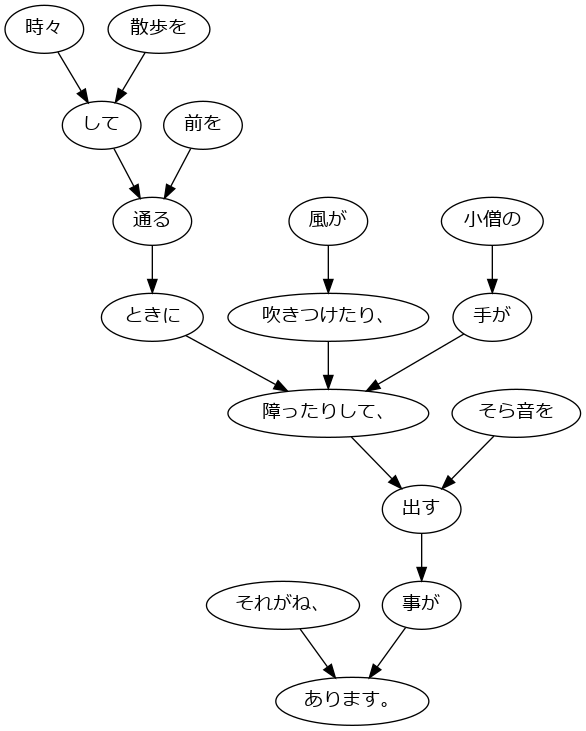 時々
散歩を
して
前を
通る
風が
小僧の
ときに
吹きつけたり、
手が
障ったりして、
そら音を
出す
それがね、
事が
あります。